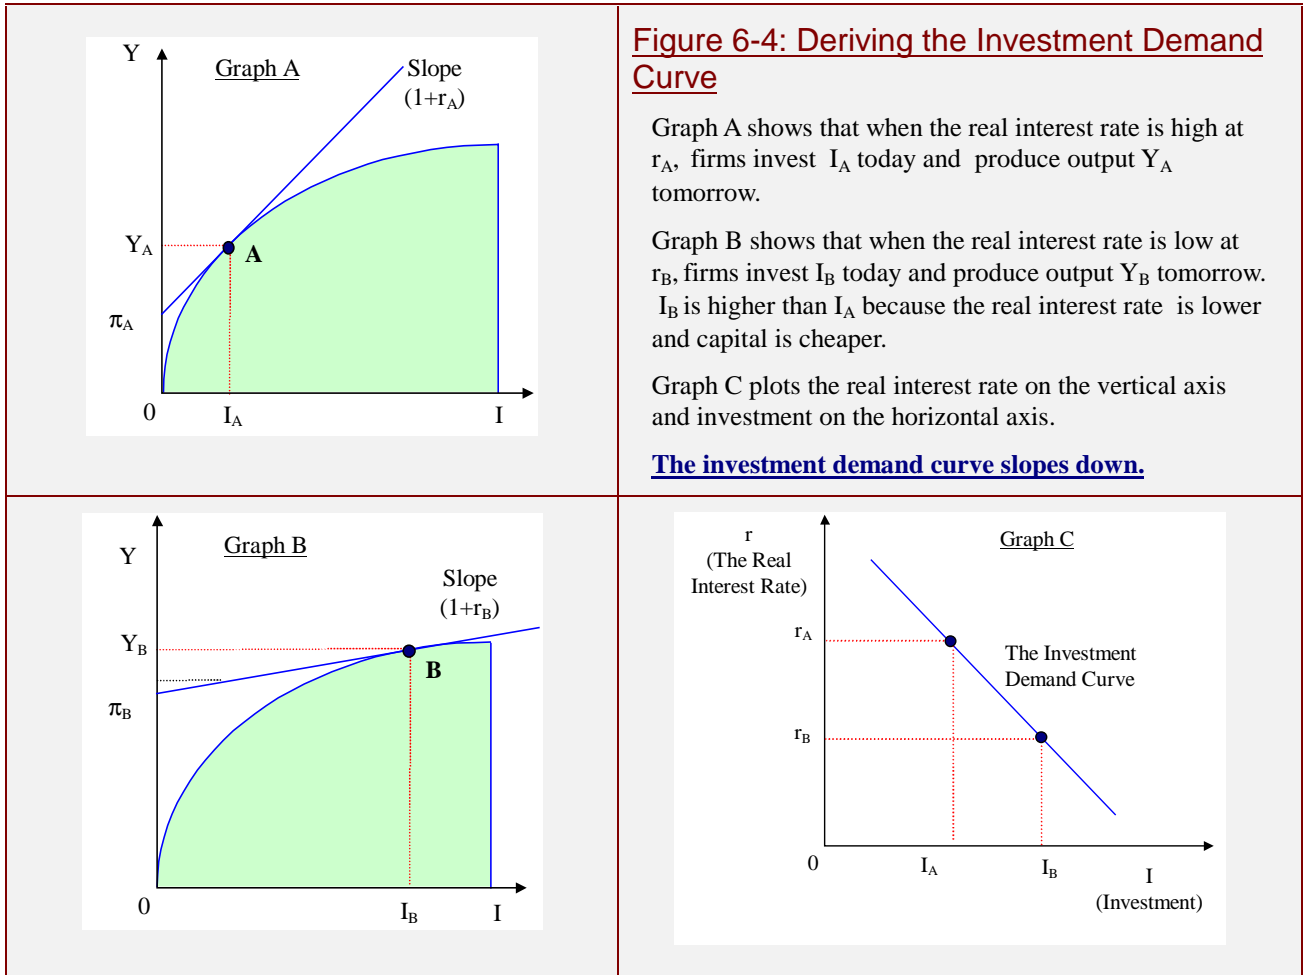 Y
Graph A
Slope
(1+rA)
YA
A
πA
0
IA
I
Figure 6-4: Deriving the Investment Demand
Curve
Graph A shows that when the real interest rate is high at
rA, firms invest IA today and produce output YA
tomorrow.
Graph B shows that when the real interest rate is low at
rB, firms invest IB today and produce output YB tomorrow.
IB is higher than IA because the real interest rate is lower
and capital is cheaper.
Graph C plots the real interest rate on the vertical axis
and investment on the horizontal axis.
The investment demand curve slopes down.
Y
Graph B
Slope
(1+rB)
YB
B
πB
0
IB
I
r
(The Real
Interest Rate)
Graph C
rA
The Investment
Demand Curve
rB
0
IA
IB
I
(Investment)